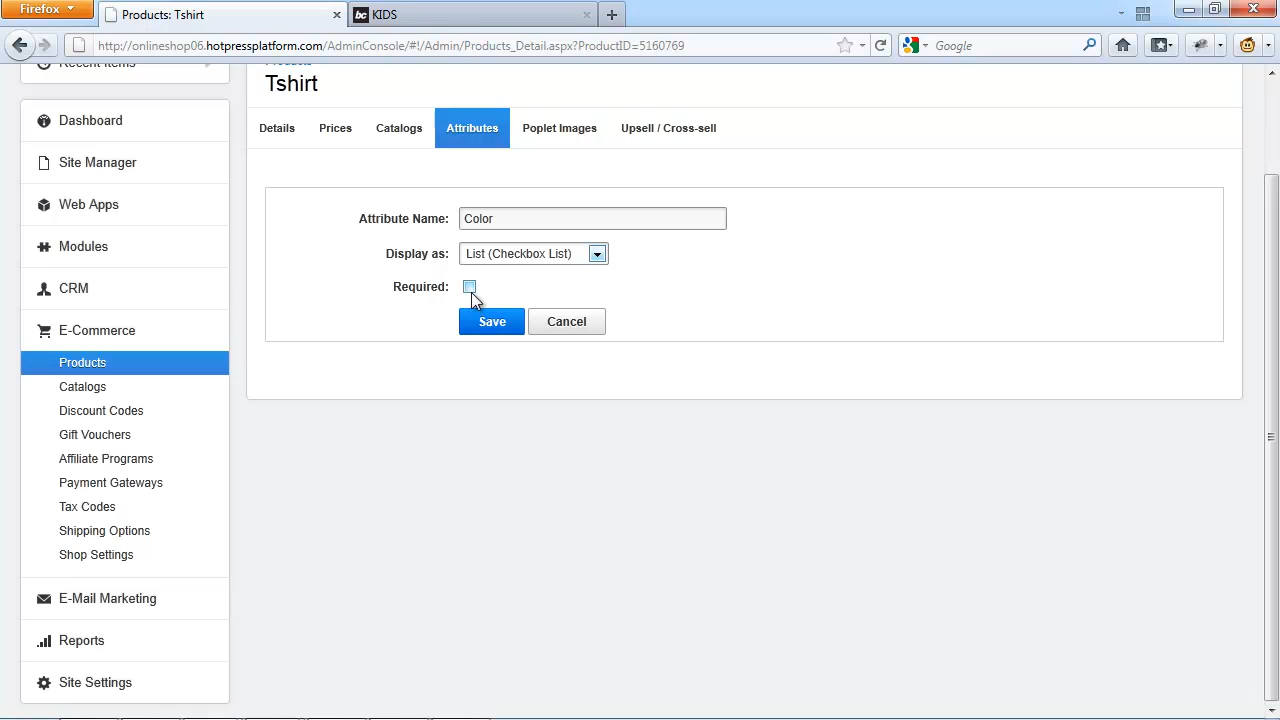 Firefox
Products: Tshirt
bc KIDS
http://onlineshop06.hotpressplatform.com/AdminConsole/#!/Admin/Products_Detail.aspx?ProductID=5160769
Google
Recent Items
Products
Tshirt
Dashboard
Site Manager
Web Apps
Modules
CRM
E-Commerce
Products
Catalogs
Discount Codes
Gift Vouchers
Affiliate Programs
Payment Gateways
Tax Codes
Shipping Options
Shop Settings
E-Mail Marketing
Reports
Site Settings
Details Prices Catalogs Attributes Poplet Images Upsell / Cross-sell
Attribute Name: Color
Display as: List (Checkbox List)
Required:
Save Cancel